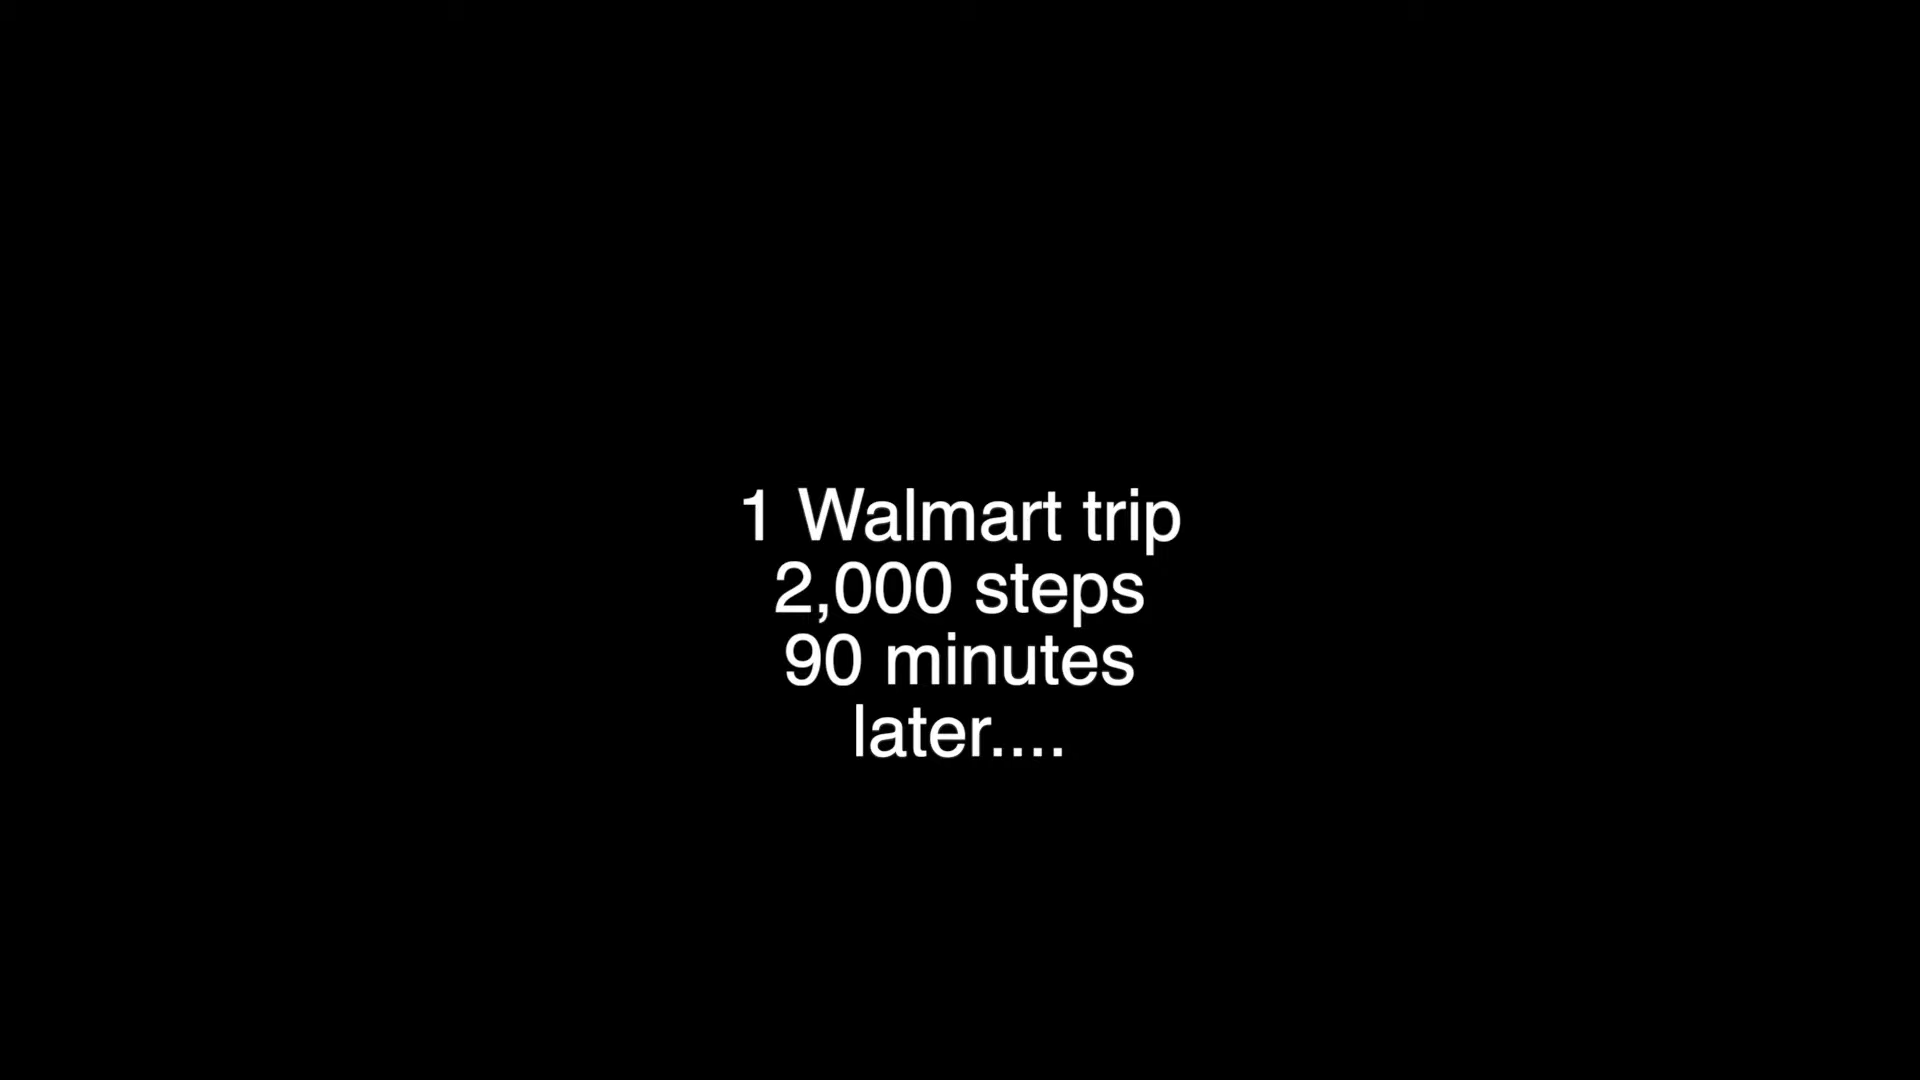 1 Walmart trip
2,000 steps
90 minutes
later....